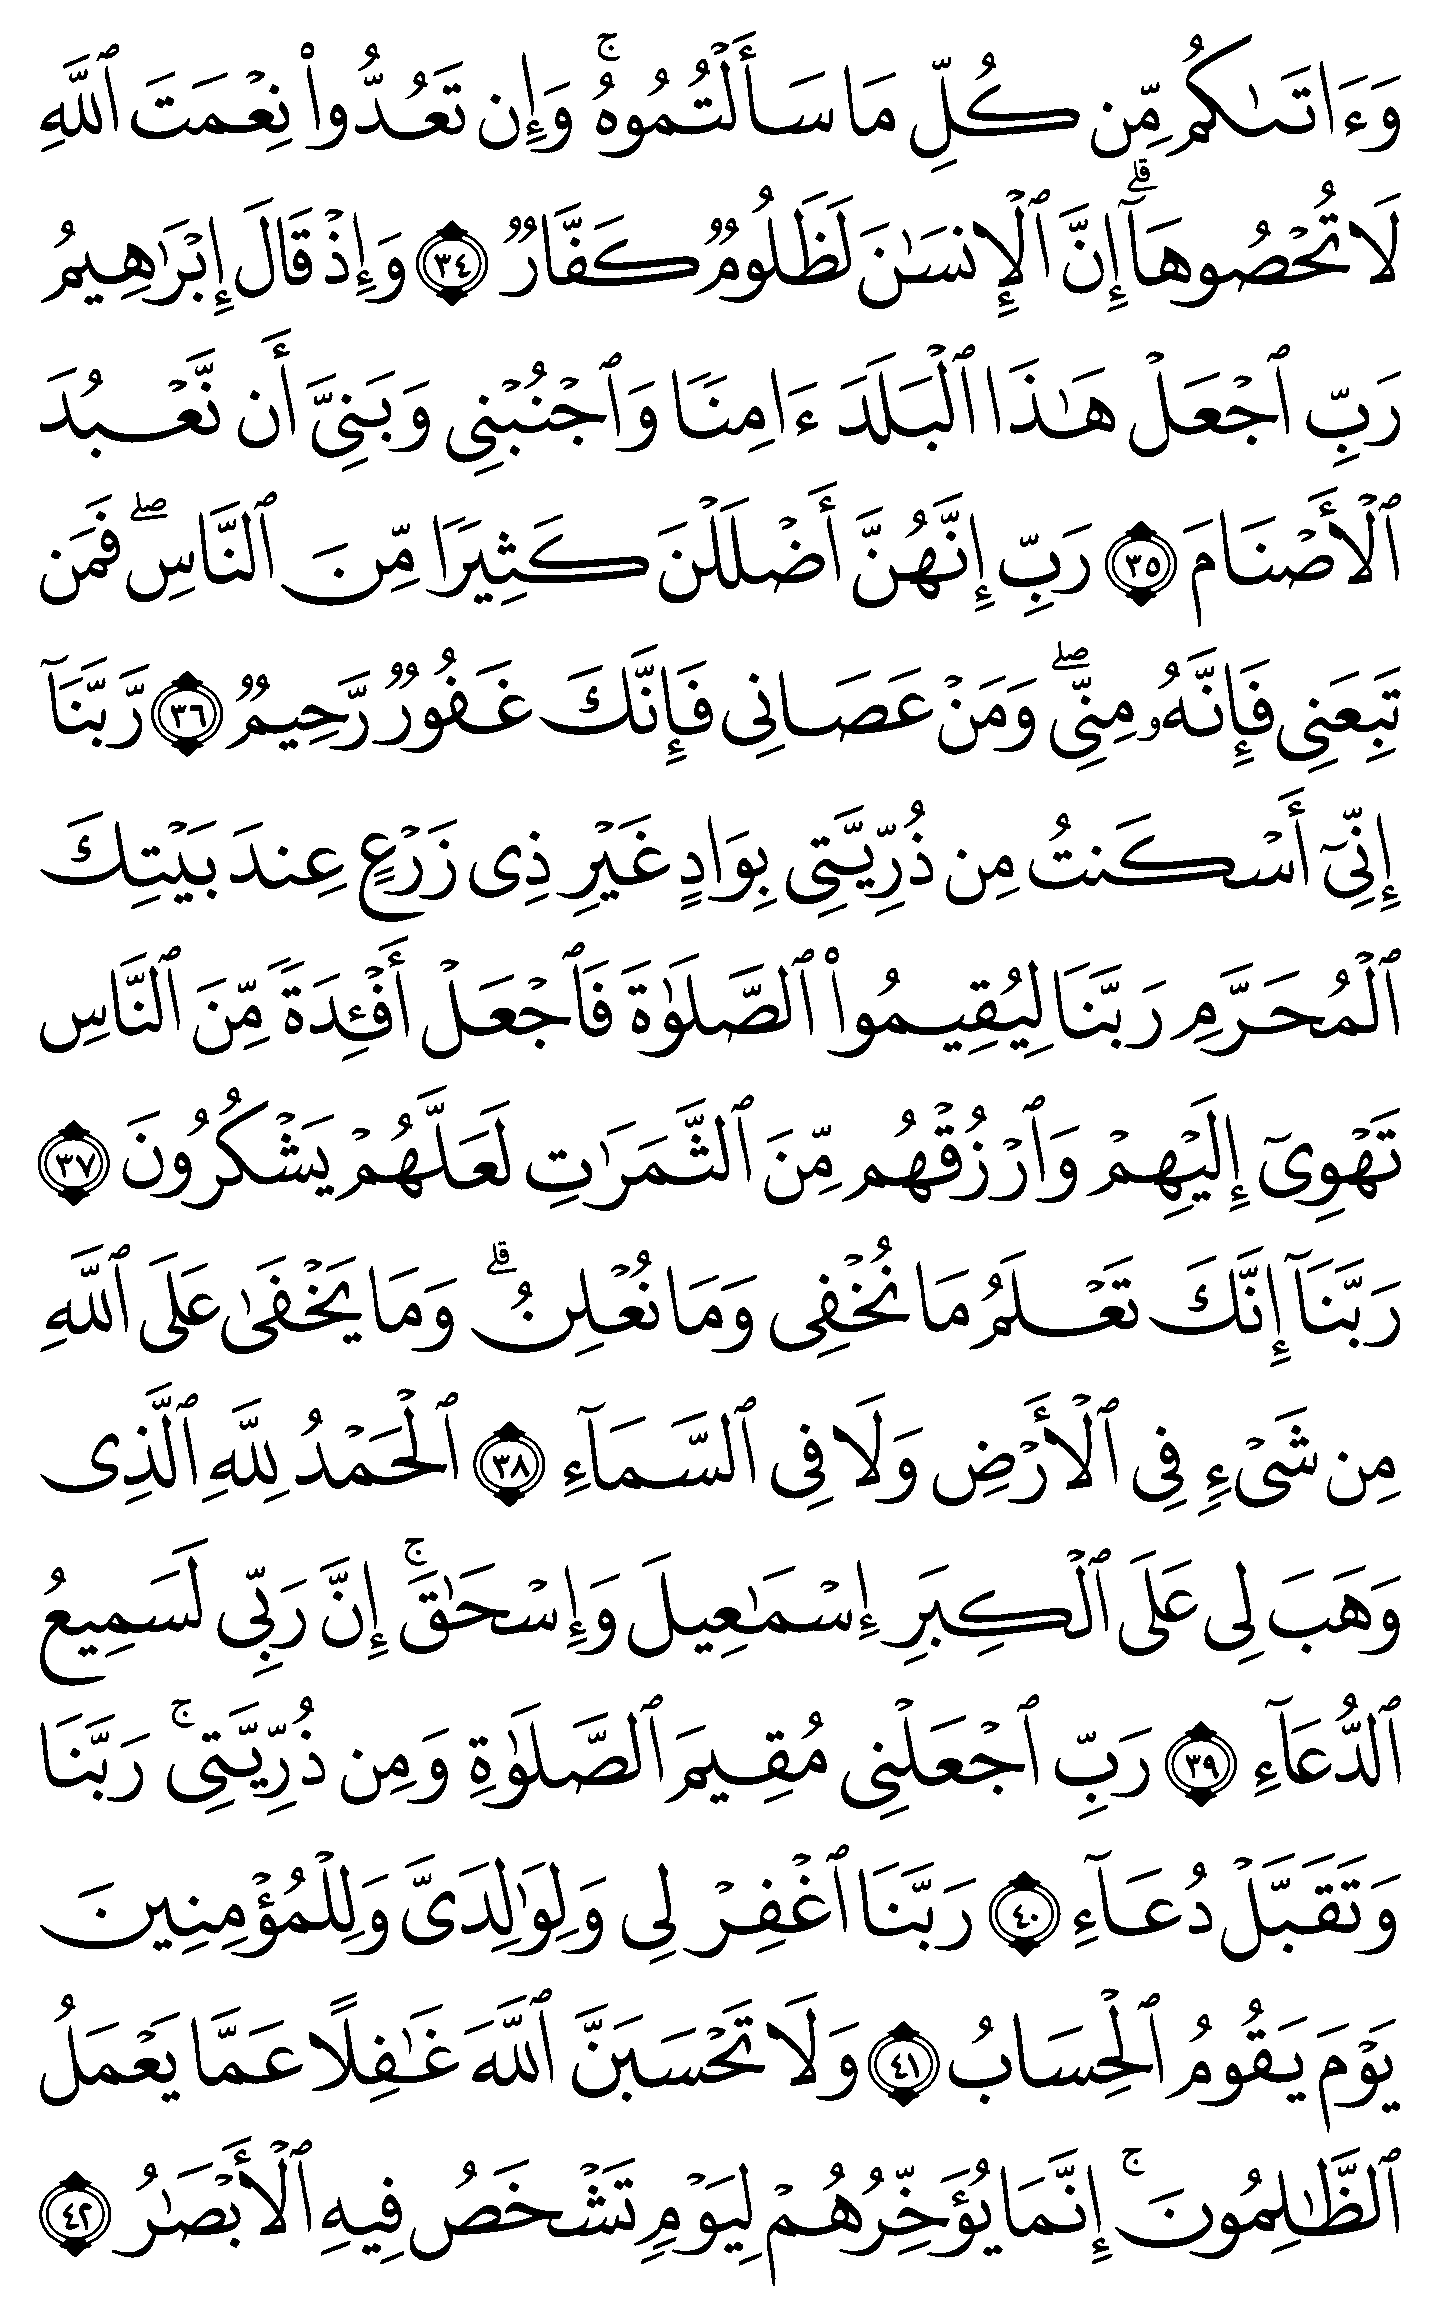 وَءَاتَىٰكُم مِّن كُلِّ مَا سَأَلْتُمُوهُ ۚ وَإِن تَعُدُّوا۟ نِعْمَتَ ٱللَّهِ
لَا تُحْصُوهَآ ۗ إِنَّ ٱلْإِنسَٰنَ لَظَلُومٌ كَفَّارٌ ٣٤ وَإِذْ قَالَ إِبْرَٰهِيمُ
رَبِّ ٱجْعَلْ هَٰذَا ٱلْبَلَدَ ءَامِنًا وَٱجْنُبْنِى وَبَنِىَّ أَن نَّعْبُدَ
ٱلْأَصْنَامَ ٣٥ رَبِّ إِنَّهُنَّ أَضْلَلْنَ كَثِيرًا مِّنَ ٱلنَّاسِ ۖ فَمَن
تَبِعَنِى فَإِنَّهُۥ مِنِّى ۖ وَمَنْ عَصَانِى فَإِنَّكَ غَفُورٌ رَّحِيمٌ ٣٦ رَّبَّنَآ
إِنِّىٓ أَسْكَنتُ مِن ذُرِّيَّتِى بِوَادٍ غَيْرِ ذِى زَرْعٍ عِندَ بَيْتِكَ
ٱلْمُحَرَّمِ رَبَّنَا لِيُقِيمُوا۟ ٱلصَّلَوٰةَ فَٱجْعَلْ أَفْـِٔدَةً مِّنَ ٱلنَّاسِ
تَهْوِىٓ إِلَيْهِمْ وَٱرْزُقْهُم مِّنَ ٱلثَّمَرَٰتِ لَعَلَّهُمْ يَشْكُرُونَ ٣٧
رَبَّنَآ إِنَّكَ تَعْلَمُ مَا نُخْفِى وَمَا نُعْلِنُ ۗ وَمَا يَخْفَىٰ عَلَى ٱللَّهِ
مِن شَىْءٍ فِى ٱلْأَرْضِ وَلَا فِى ٱلسَّمَآءِ ٣٨ ٱلْحَمْدُ لِلَّهِ ٱلَّذِى
وَهَبَ لِى عَلَى ٱلْكِبَرِ إِسْمَٰعِيلَ وَإِسْحَٰقَ ۚ إِنَّ رَبِّى لَسَمِيعُ
ٱلدُّعَآءِ ٣٩ رَبِّ ٱجْعَلْنِى مُقِيمَ ٱلصَّلَوٰةِ وَمِن ذُرِّيَّتِى ۚ رَبَّنَا
وَتَقَبَّلْ دُعَآءِ ٤٠ رَبَّنَا ٱغْفِرْ لِى وَلِوَٰلِدَىَّ وَلِلْمُؤْمِنِينَ
يَوْمَ يَقُومُ ٱلْحِسَابُ ٤١ وَلَا تَحْسَبَنَّ ٱللَّهَ غَٰفِلًا عَمَّا يَعْمَلُ
ٱلظَّٰلِمُونَ ۚ إِنَّمَا يُؤَخِّرُهُمْ لِيَوْمٍ تَشْخَصُ فِيهِ ٱلْأَبْصَٰرُ ٤٢